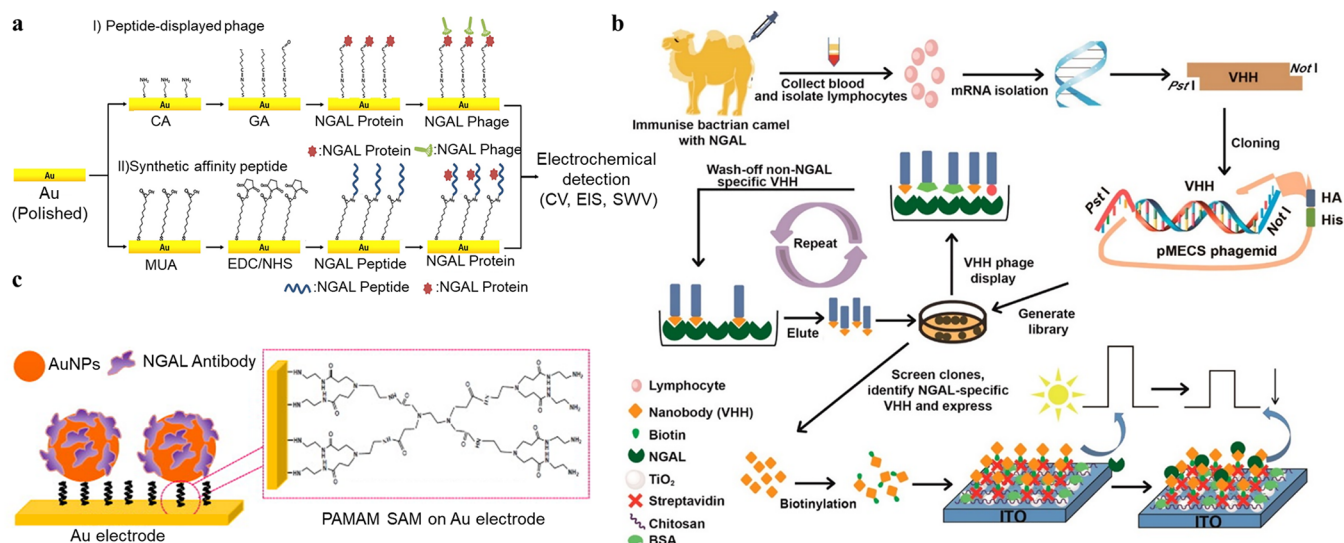 a
I) Peptide-displayed phage
NH₂ NH₂ NH₂
Au Au Au Au
CA GA NGAL Protein NGAL Phage
:NGAL Protein :NGAL Phage
II)Synthetic affinity peptide
Au
(Polished)
Electrochemical
detection
(CV, EIS, SWV)
Au Au Au Au
MUA EDC/NHS NGAL Peptide NGAL Protein
:NGAL Peptide :NGAL Protein
b
Immunise bactrian camel
with NGAL
Collect blood
and isolate lymphocytes
mRNA isolation
Pst I
VHH
Not I
Cloning
Pst I
VHH
Not I
HA
His
pMECS phagemid
Generate
library
VHH phage
display
Wash-off non-NGAL
specific VHH
Repeat
Elute
Screen clones,
identify NGAL-specific
VHH and express
Lymphocyte
Nanobody (VHH)
Biotin
NGAL
TiO₂
Streptavidin
Chitosan
BSA
Biotinylation
ITO
ITO
c
AuNPs
NGAL Antibody
Au electrode
PAMAM SAM on Au electrode